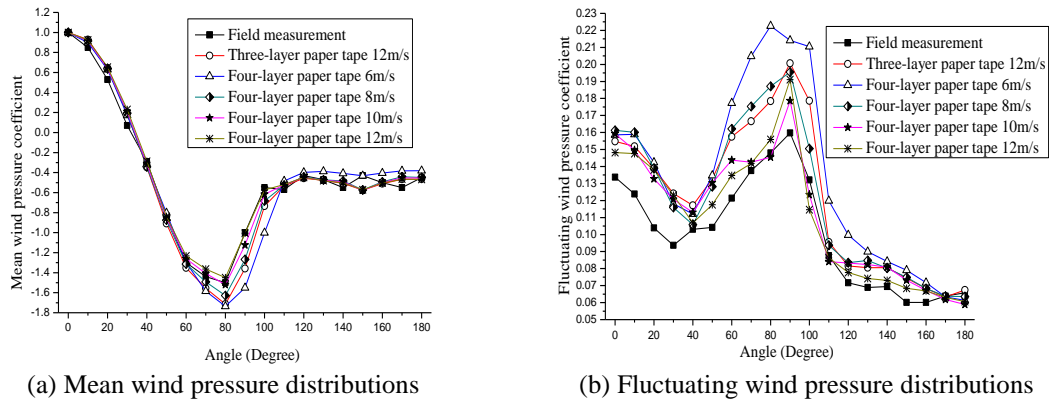 1.2
1.0
0.8
0.6
0.4
0.2
0.0
-0.2
-0.4
-0.6
-0.8
-1.0
-1.2
-1.4
-1.6
-1.8
Mean wind pressure coefficient
0 20 40 60 80 100 120 140 160 180
Angle (Degree)
Field measurement
Three-layer paper tape 12m/s
Four-layer paper tape 6m/s
Four-layer paper tape 8m/s
Four-layer paper tape 10m/s
Four-layer paper tape 12m/s
(a) Mean wind pressure distributions
0.23
0.22
0.21
0.20
0.19
0.18
0.17
0.16
0.15
0.14
0.13
0.12
0.11
0.10
0.09
0.08
0.07
0.06
0.05
Fluctuating wind pressure coefficient
0 20 40 60 80 100 120 140 160 180
Angle (Degree)
Field measurement
Three-layer paper tape 12m/s
Four-layer paper tape 6m/s
Four-layer paper tape 8m/s
Four-layer paper tape 10m/s
Four-layer paper tape 12m/s
(b) Fluctuating wind pressure distributions